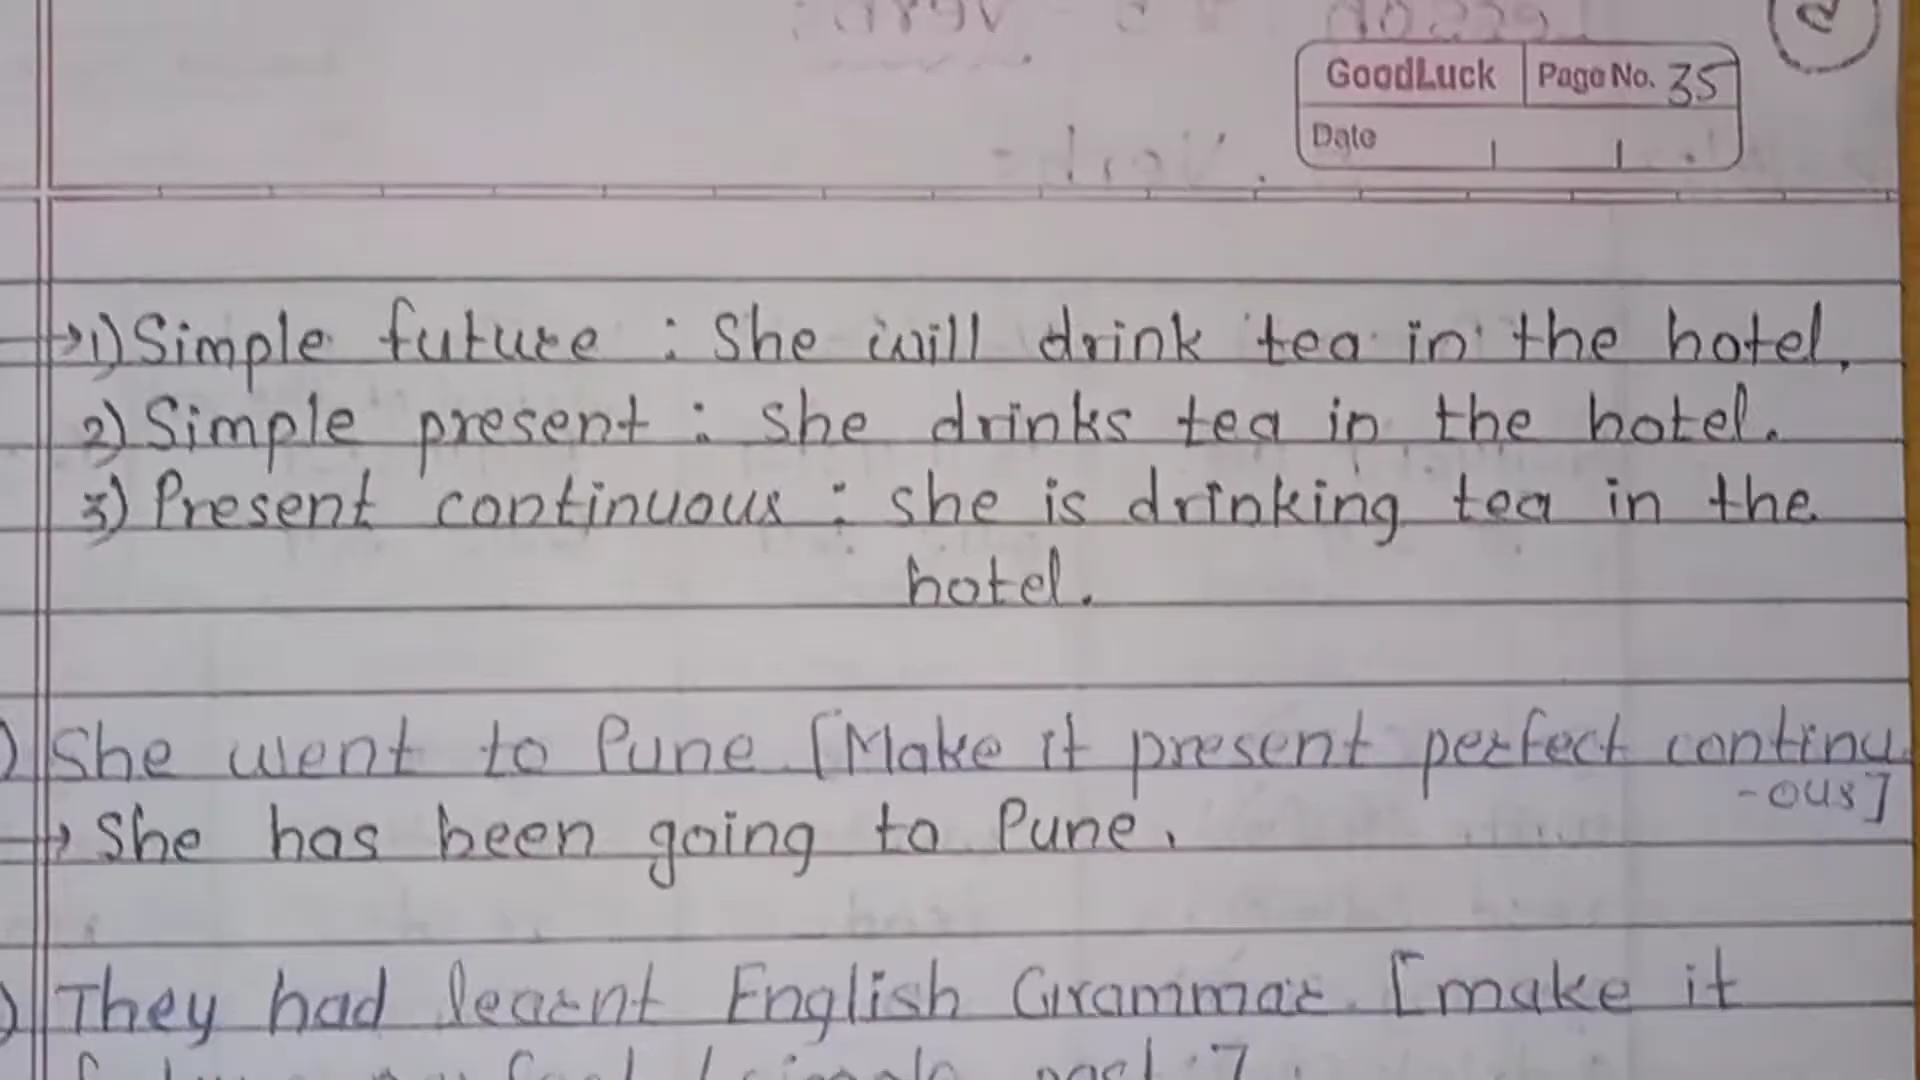 GoodLuck Page No. 35
Date
→1) Simple future : She will drink tea in the hotel.
2) Simple present : She drinks tea in the hotel.
3) Present continuous : She is drinking tea in the
hotel.
She went to Pune [Make it present perfect continu
-ous]
→ She has been going to Pune.
They had learnt English Grammar. [make it